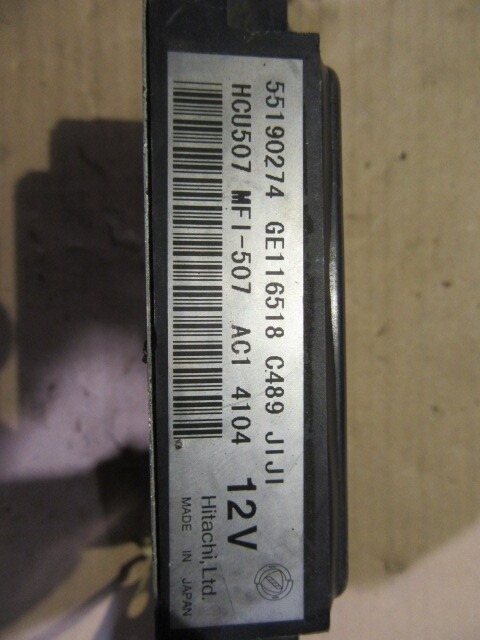 55190274 GE116518 C489 JIJI
HCU507 MFI-507 AC1 4104
12V
Hitachi, Ltd.
MADE IN JAPAN